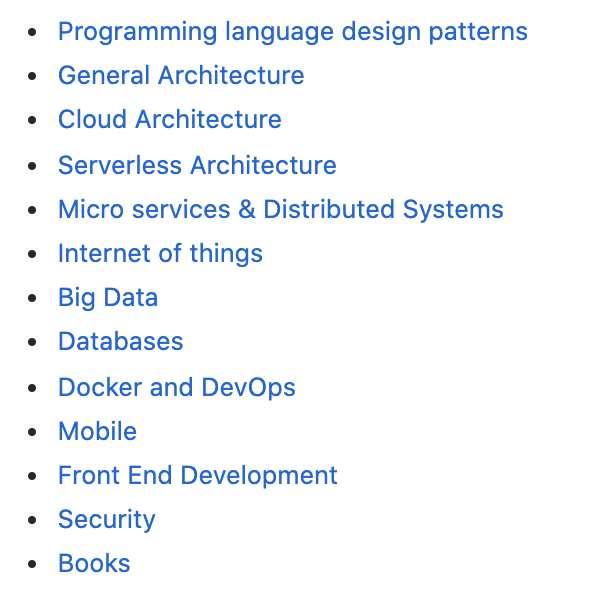 Programming language design patterns
General Architecture
Cloud Architecture
Serverless Architecture
Micro services & Distributed Systems
Internet of things
Big Data
Databases
Docker and DevOps
Mobile
Front End Development
Security
Books